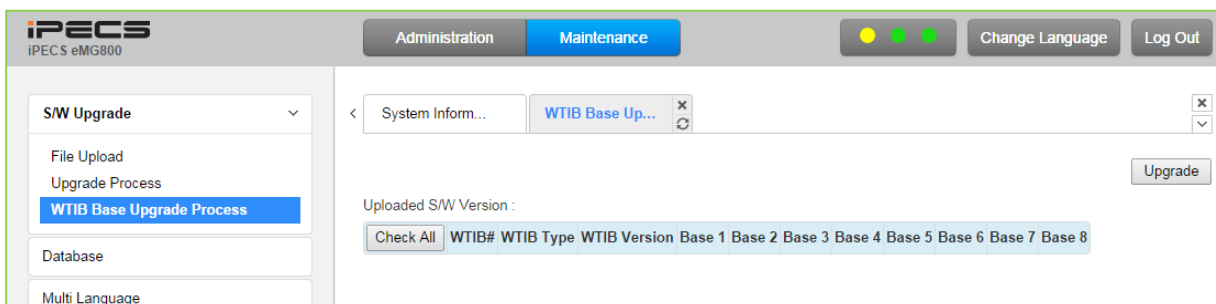 iPECS
iPECS eMG800
Administration
Maintenance
Change Language
Log Out
S/W Upgrade
File Upload
Upgrade Process
WTIB Base Upgrade Process
Database
Multi Language
System Inform...
WTIB Base Up...
Upgrade
Uploaded S/W Version :
Check All WTIB# WTIB Type WTIB Version Base 1 Base 2 Base 3 Base 4 Base 5 Base 6 Base 7 Base 8